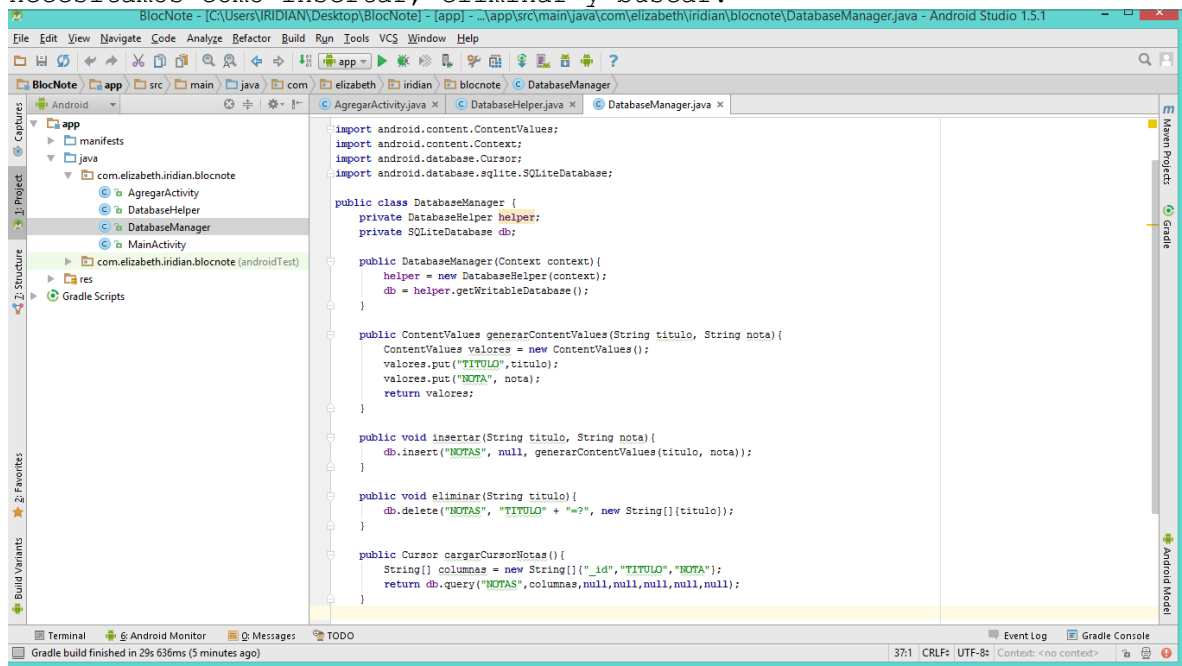 necesitamos como insertar, eliminar y buscar.
BlocNote - [C:\Users\IRIDIAN\Desktop\BlocNote] - [app] - ...\app\src\main\java\com\elizabeth\iridian\blocnote\DatabaseManager.java - Android Studio 1.5.1
File Edit View Navigate Code Analyze Refactor Build Run Tools VCS Window Help
app
BlocNote app src main java com elizabeth iridian blocnote DatabaseManager
Android
AgregarActivity.java × DatabaseHelper.java × DatabaseManager.java ×
Captures
1: Project
7: Structure
2: Favorites
Build Variants
app
manifests
java
com.elizabeth.iridian.blocnote
AgregarActivity
DatabaseHelper
DatabaseManager
MainActivity
com.elizabeth.iridian.blocnote (androidTest)
res
Gradle Scripts
import android.content.ContentValues;
import android.content.Context;
import android.database.Cursor;
import android.database.sqlite.SQLiteDatabase;
public class DatabaseManager {
private DatabaseHelper helper;
private SQLiteDatabase db;
public DatabaseManager(Context context){
helper = new DatabaseHelper(context);
db = helper.getWritableDatabase();
}
public ContentValues generarContentValues(String titulo, String nota){
ContentValues valores = new ContentValues();
valores.put("TITULO",titulo);
valores.put("NOTA", nota);
return valores;
}
public void insertar(String titulo, String nota){
db.insert("NOTAS", null, generarContentValues(titulo, nota));
}
public void eliminar(String titulo){
db.delete("NOTAS", "TITULO" + "=?", new String[]{titulo});
}
public Cursor cargarCursorNotas(){
String[] columnas = new String[]{"_id","TITULO","NOTA"};
return db.query("NOTAS",columnas,null,null,null,null,null);
}
m
Maven Projects
Gradle
Android Model
Terminal 6: Android Monitor 0: Messages TODO Event Log Gradle Console
Gradle build finished in 29s 636ms (5 minutes ago) 37:1 CRLF÷ UTF-8÷ Context: <no context>